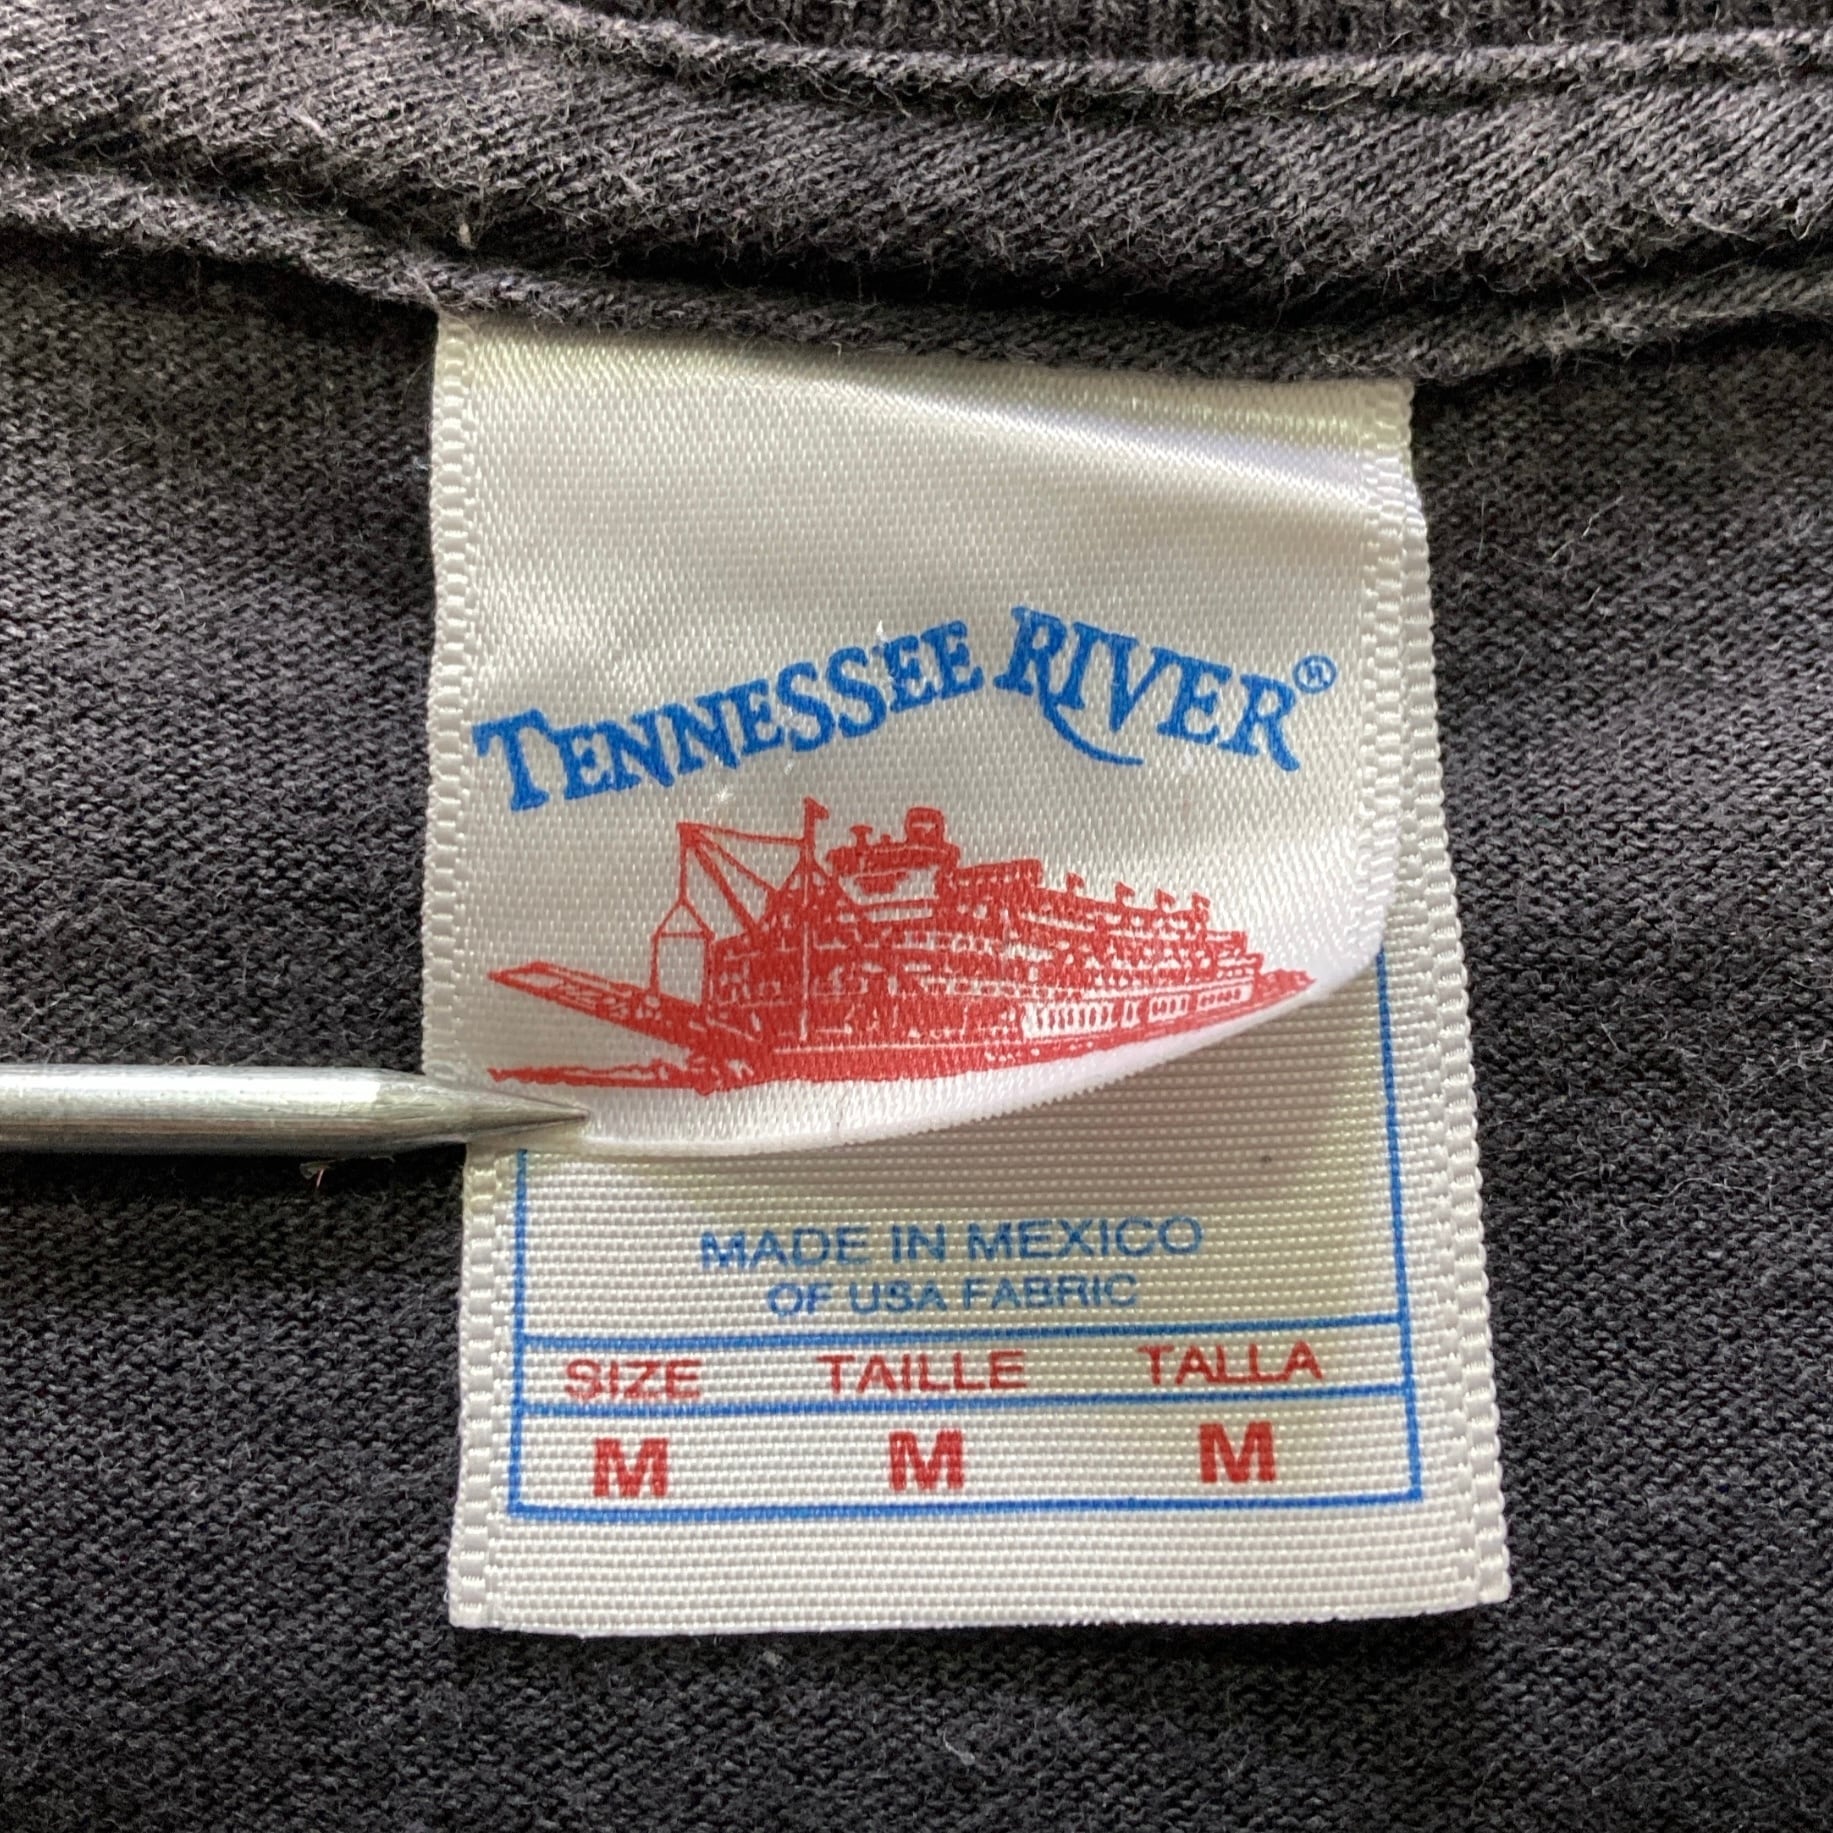 TENNESSEE RIVER®
MADE IN MEXICO
OF USA FABRIC
SIZE TAILLE TALLA
M M M